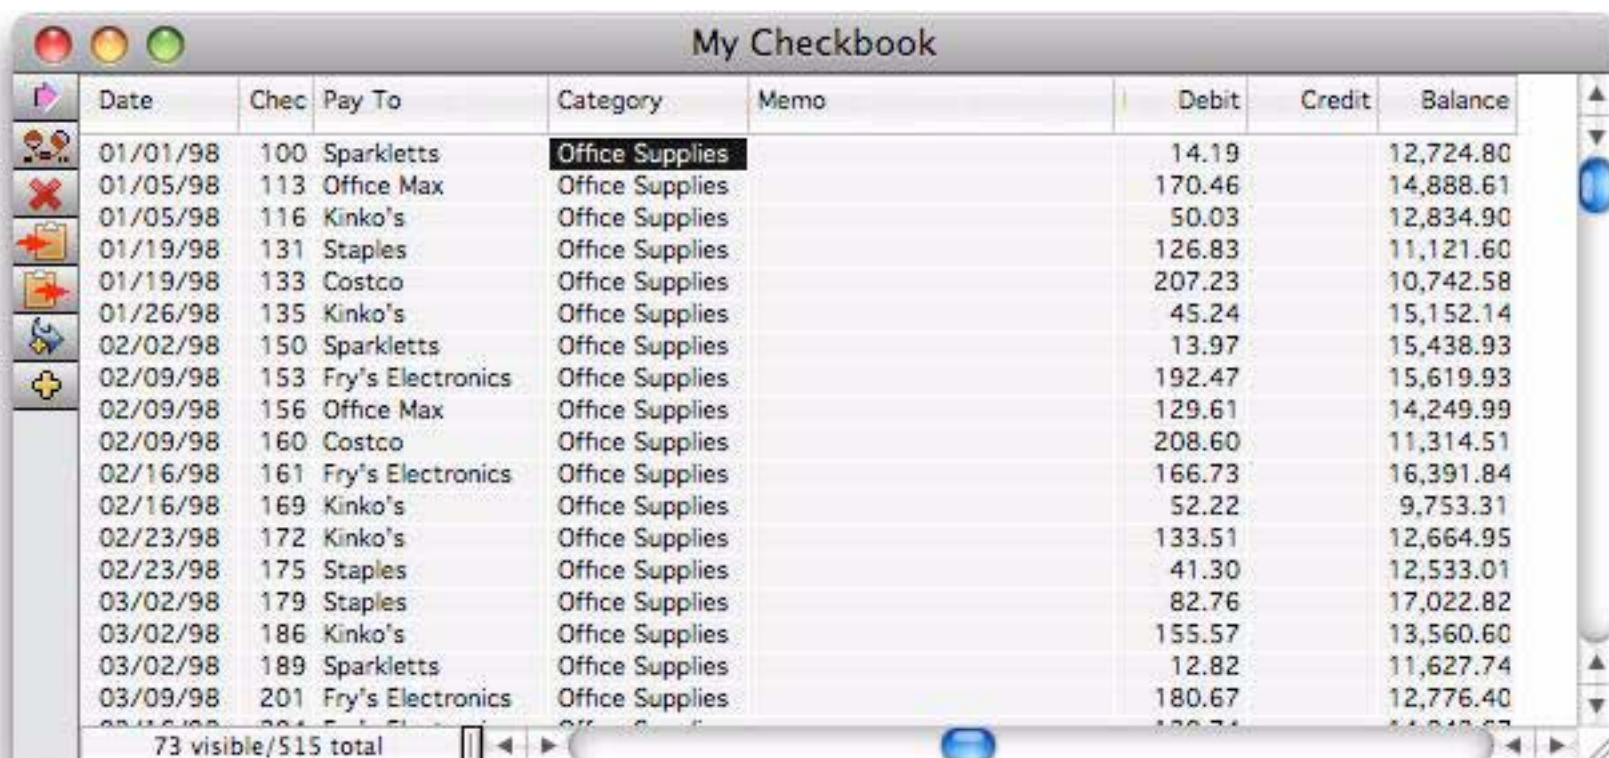 My Checkbook
Date Chec Pay To Category Memo Debit Credit Balance
01/01/98 100 Sparkletts Office Supplies 14.19 12,724.80
01/05/98 113 Office Max Office Supplies 170.46 14,888.61
01/05/98 116 Kinko's Office Supplies 50.03 12,834.90
01/19/98 131 Staples Office Supplies 126.83 11,121.60
01/19/98 133 Costco Office Supplies 207.23 10,742.58
01/26/98 135 Kinko's Office Supplies 45.24 15,152.14
02/02/98 150 Sparkletts Office Supplies 13.97 15,438.93
02/09/98 153 Fry's Electronics Office Supplies 192.47 15,619.93
02/09/98 156 Office Max Office Supplies 129.61 14,249.99
02/09/98 160 Costco Office Supplies 208.60 11,314.51
02/16/98 161 Fry's Electronics Office Supplies 166.73 16,391.84
02/16/98 169 Kinko's Office Supplies 52.22 9,753.31
02/23/98 172 Kinko's Office Supplies 133.51 12,664.95
02/23/98 175 Staples Office Supplies 41.30 12,533.01
03/02/98 179 Staples Office Supplies 82.76 17,022.82
03/02/98 186 Kinko's Office Supplies 155.57 13,560.60
03/02/98 189 Sparkletts Office Supplies 12.82 11,627.74
03/09/98 201 Fry's Electronics Office Supplies 180.67 12,776.40
73 visible/515 total